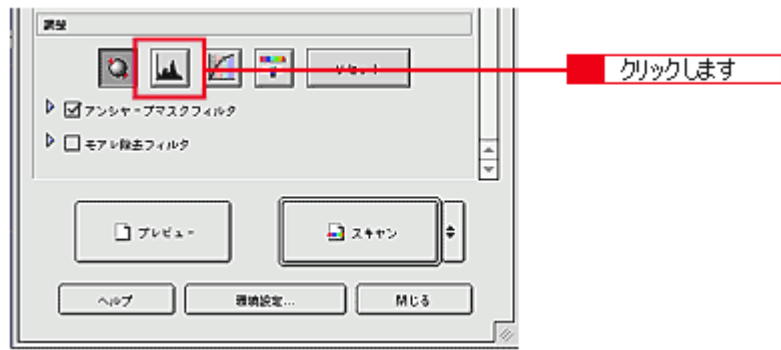 調整
リセット
クリックします
アンシャープマスクフィルタ
モアレ除去フィルタ
プレビュー
スキャン
ヘルプ
環境設定...
閉じる